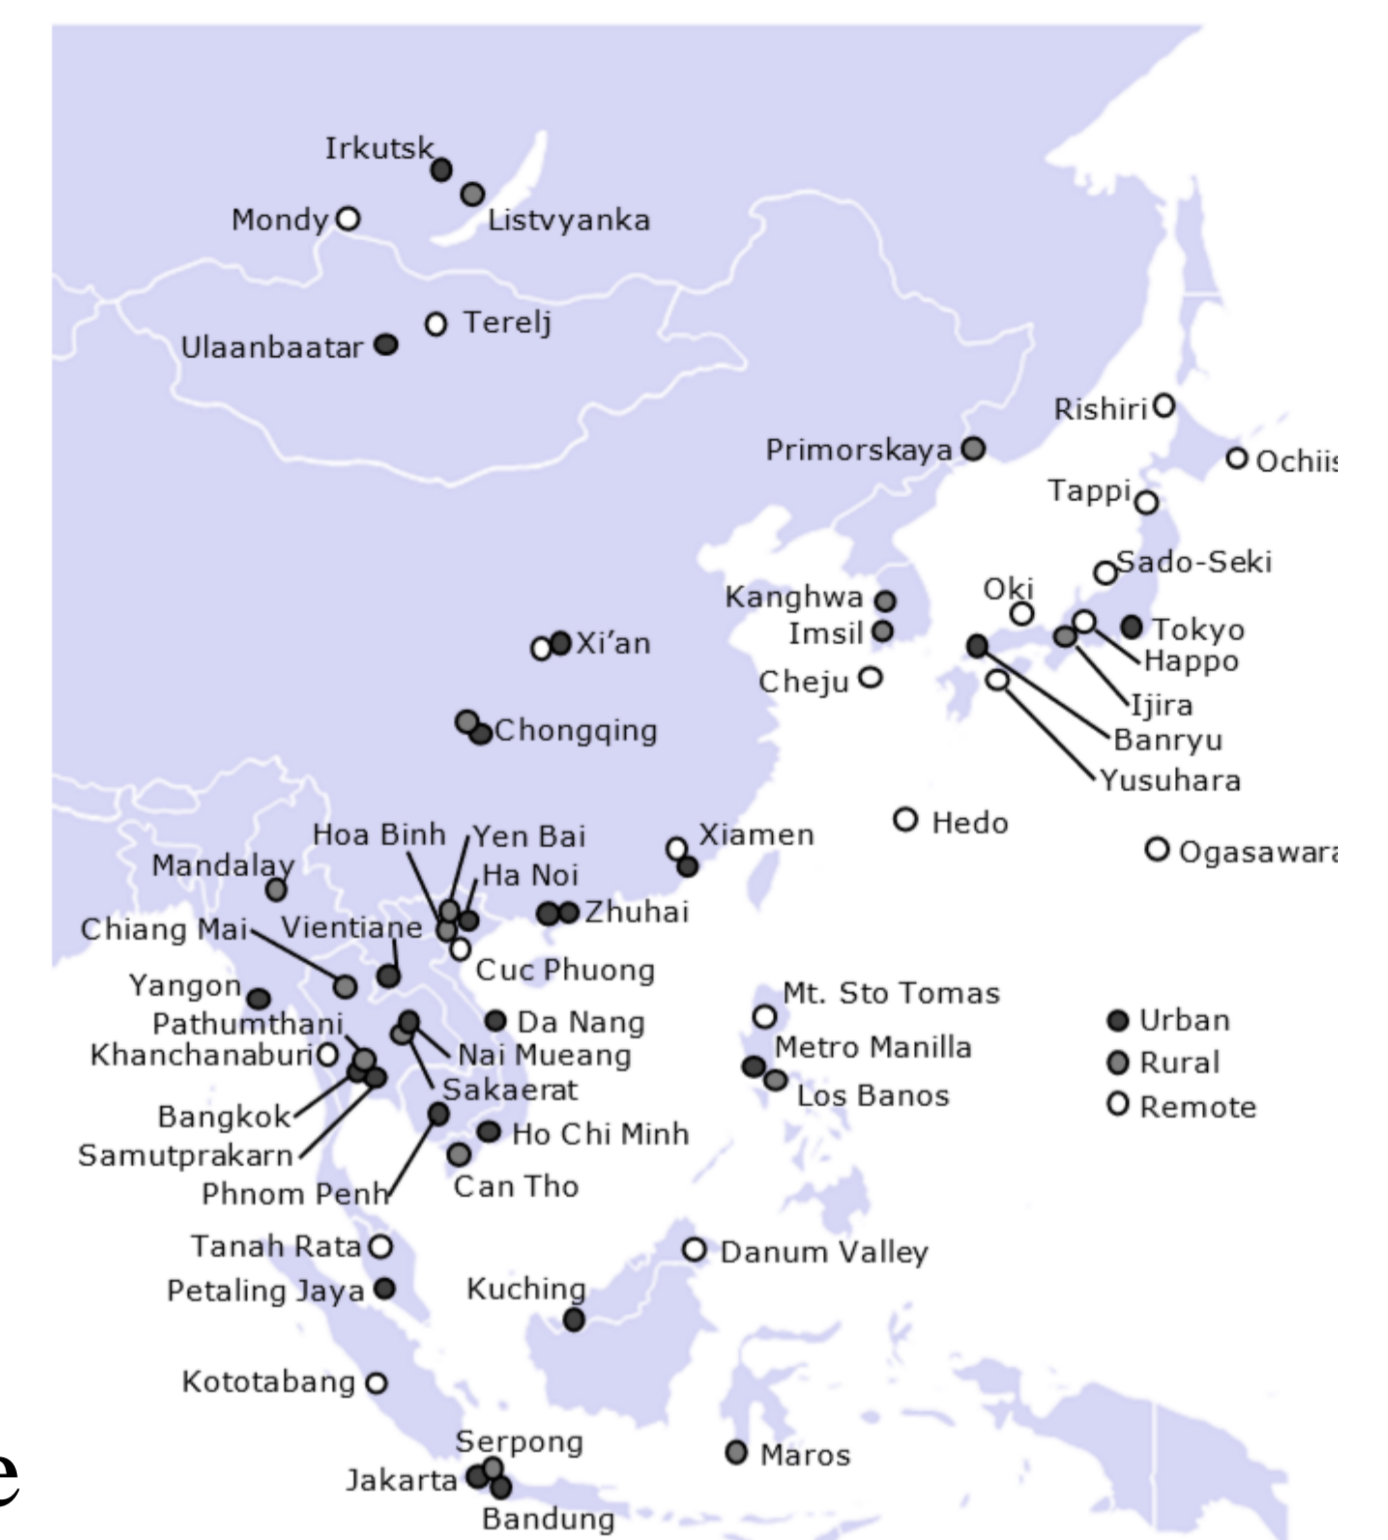 Irkutsk
Mondy
Listvyanka
Terelj
Ulaanbaatar
Rishiri
Primorskaya
Ochiis
Tappi
Sado-Seki
Oki
Kanghwa
Imsil
Tokyo
Xi’an
Happo
Cheju
Ijira
Chongqing
Banryu
Yusuhara
Hedo
Hoa Binh
Yen Bai
Xiamen
Ogasawara
Mandalay
Ha Noi
Zhuhai
Chiang Mai
Vientiane
Cuc Phuong
Yangon
Mt. Sto Tomas
Pathumthani
Da Nang
Urban
Khanchanaburi
Nai Mueang
Metro Manilla
Rural
Sakaerat
Los Banos
Remote
Bangkok
Ho Chi Minh
Samutprakarn
Can Tho
Phnom Penh
Tanah Rata
Danum Valley
Petaling Jaya
Kuching
Kototabang
Serpong
Maros
Jakarta
Bandung
e